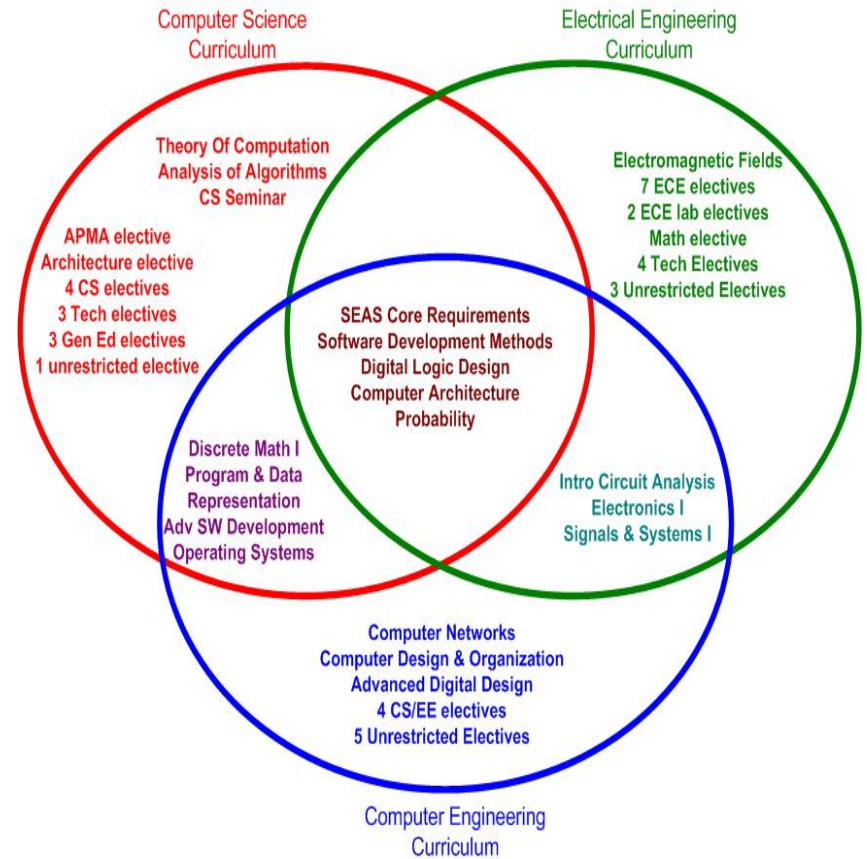 Computer Science
Curriculum
Electrical Engineering
Curriculum
Theory Of Computation
Analysis of Algorithms
CS Seminar
APMA elective
Architecture elective
4 CS electives
3 Tech electives
3 Gen Ed electives
1 unrestricted elective
Electromagnetic Fields
7 ECE electives
2 ECE lab electives
Math elective
4 Tech Electives
3 Unrestricted Electives
SEAS Core Requirements
Software Development Methods
Digital Logic Design
Computer Architecture
Probability
Discrete Math I
Program & Data
Representation
Adv SW Development
Operating Systems
Intro Circuit Analysis
Electronics I
Signals & Systems I
Computer Networks
Computer Design & Organization
Advanced Digital Design
4 CS/EE electives
5 Unrestricted Electives
Computer Engineering
Curriculum